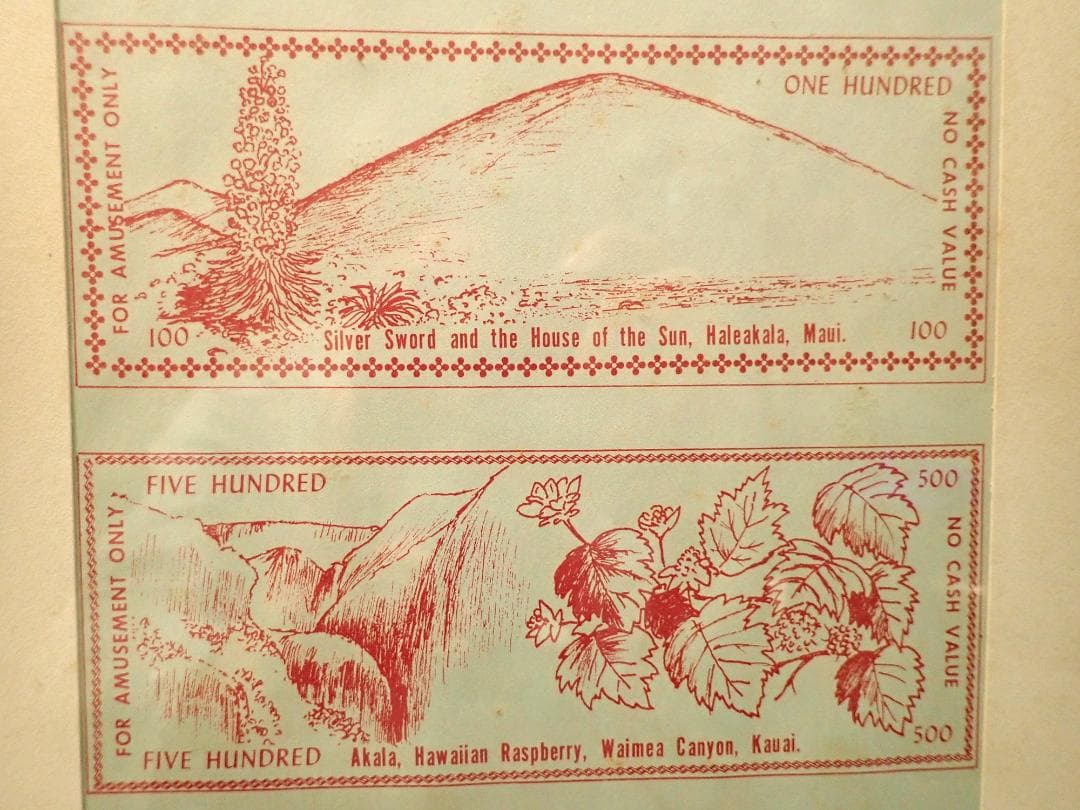 FOR AMUSEMENT ONLY
ONE HUNDRED
NO CASH VALUE
100
Silver Sword and the House of the Sun, Haleakala, Maui.
100
FIVE HUNDRED
500
FOR AMUSEMENT ONLY
NO CASH VALUE
FIVE HUNDRED
Akala, Hawaiian Raspberry, Waimea Canyon, Kauai.
500